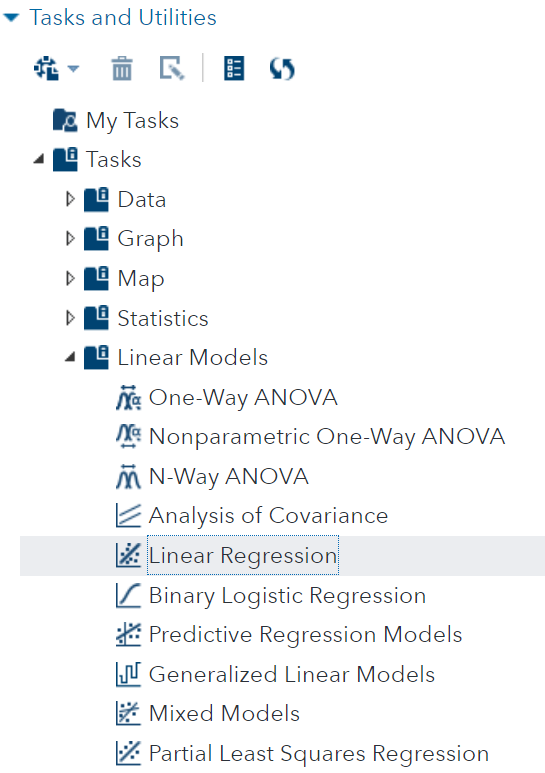 Tasks and Utilities
My Tasks
Tasks
Data
Graph
Map
Statistics
Linear Models
One-Way ANOVA
Nonparametric One-Way ANOVA
N-Way ANOVA
Analysis of Covariance
Linear Regression
Binary Logistic Regression
Predictive Regression Models
Generalized Linear Models
Mixed Models
Partial Least Squares Regression